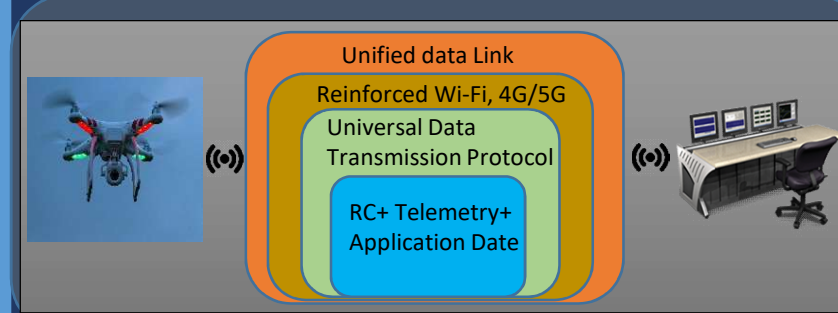 Unified data Link
Reinforced Wi-Fi, 4G/5G
Universal Data
Transmission Protocol
RC+ Telemetry+
Application Date